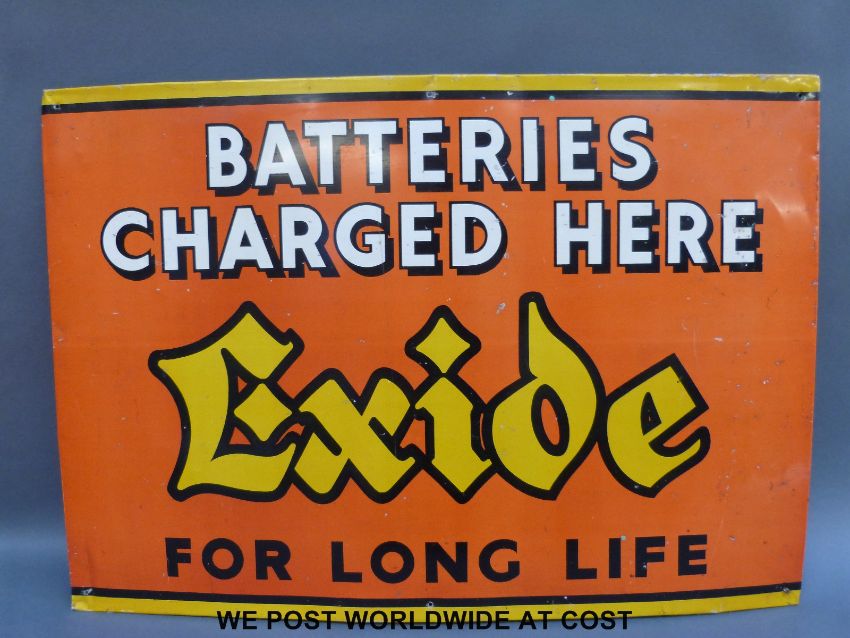 BATTERIES
CHARGED HERE
Exide
FOR LONG LIFE
WE POST WORLDWIDE AT COST